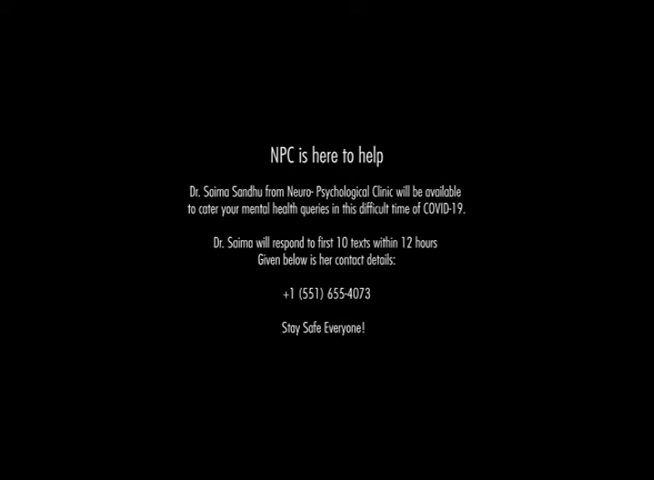 NPC is here to help
Dr. Saima Sandhu from Neuro- Psychological Clinic will be available
to cater your mental health queries in this difficult time of COVID-19.
Dr. Saima will respond to first 10 texts within 12 hours
Given below is her contact details:
+1 (551) 655-4073
Stay Safe Everyone!